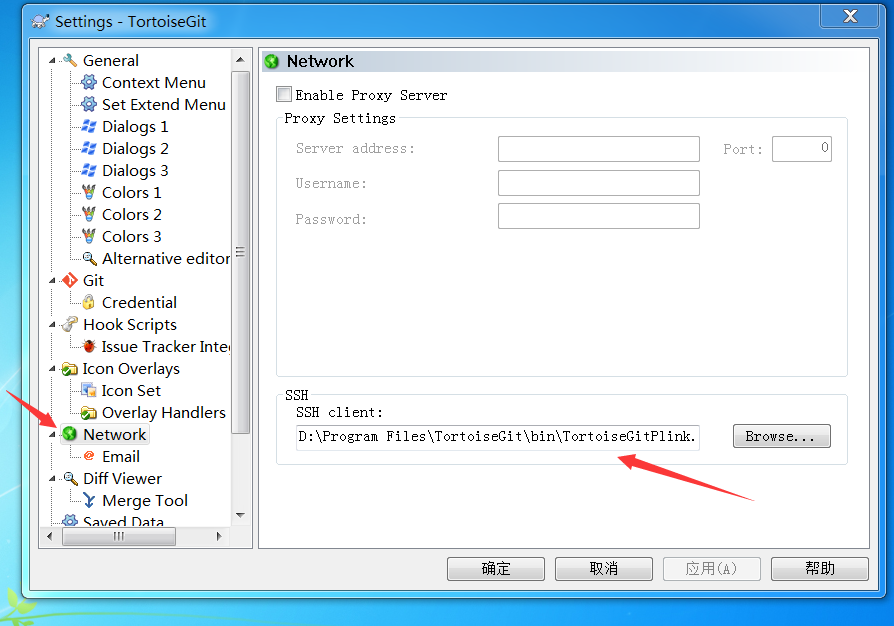 Settings - TortoiseGit
General
Context Menu
Set Extend Menu
Dialogs 1
Dialogs 2
Dialogs 3
Colors 1
Colors 2
Colors 3
Alternative editor
Git
Credential
Hook Scripts
Issue Tracker Inte
Icon Overlays
Icon Set
Overlay Handlers
Network
Email
Diff Viewer
Merge Tool
Saved Data
Network
Enable Proxy Server
Proxy Settings
Server address:
Port: 0
Username:
Password:
SSH
SSH client:
D:\Program Files\TortoiseGit\bin\TortoiseGitPlink.
Browse...
确定 取消 应用(A) 帮助